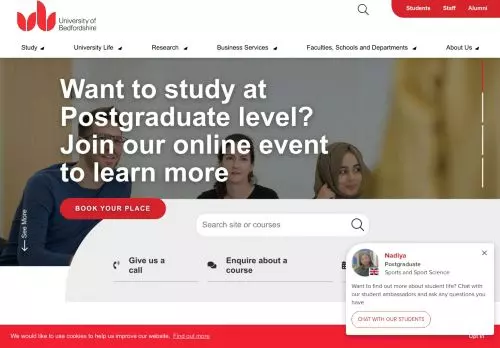 University of
Bedfordshire
Students Staff Alumni
Study University Life Research Business Services Faculties, Schools and Departments About Us
Want to study at
Postgraduate level?
Join our online event
to learn more
BOOK YOUR PLACE
See More
Search site or courses
Give us a
call
Enquire about
a course
Nadiya
Postgraduate
Sports and Sport Science
Want to find out more about student life? Chat
with our student ambassadors and ask any questions you
have
CHAT WITH OUR STUDENTS
We would like to use cookies to help us improve our website. Find out more
Opt in